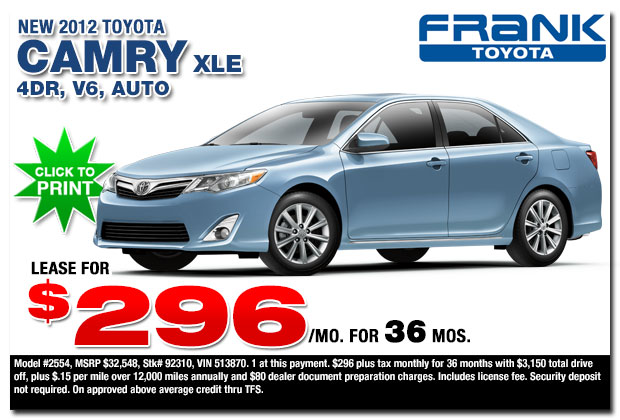 NEW 2012 TOYOTA
CAMRY XLE
4DR, V6, AUTO
FRANK
TOYOTA
CLICK TO
PRINT
LEASE FOR
$296/MO. FOR 36 MOS.
Model #2554, MSRP $32,548, Stk# 92310, VIN 513870. 1 at this payment. $296 plus tax monthly for 36 months with $3,150 total drive
off, plus $.15 per mile over 12,000 miles annually and $80 dealer document preparation charges. Includes license fee. Security deposit
not required. On approved above average credit thru TFS.